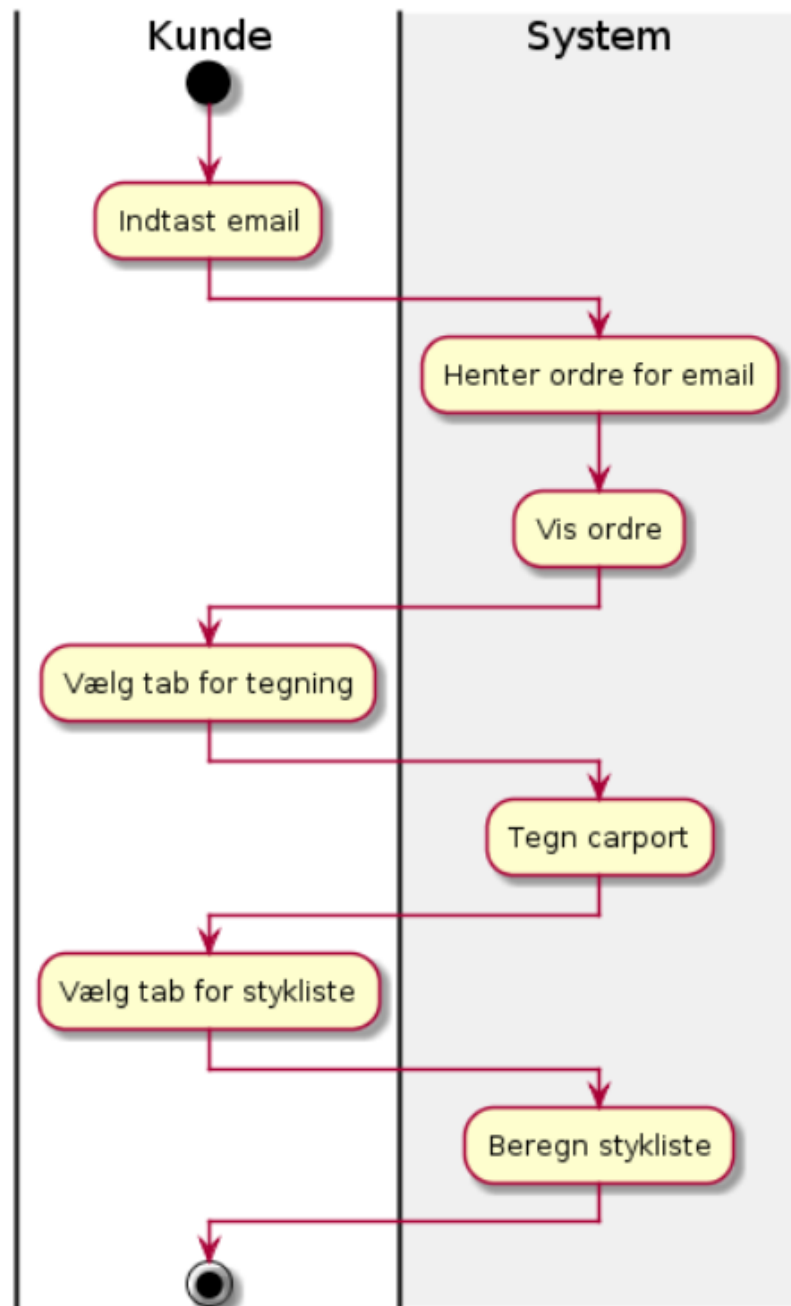 Kunde
System
Indtast email
Henter ordre for email
Vis ordre
Vælg tab for tegning
Tegn carport
Vælg tab for stykliste
Beregn stykliste